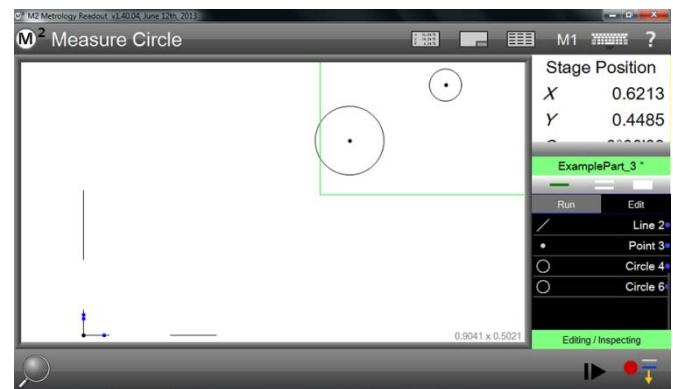 M2 Metrology Readout v1.40.04, June 12th, 2013
M² Measure Circle
M1
?
Stage Position
X 0.6213
Y 0.4485
ExamplePart_3 *
Run Edit
Line 2
Point 3
Circle 4
Circle 6
0.9041 x 0.5021
Editing / Inspecting